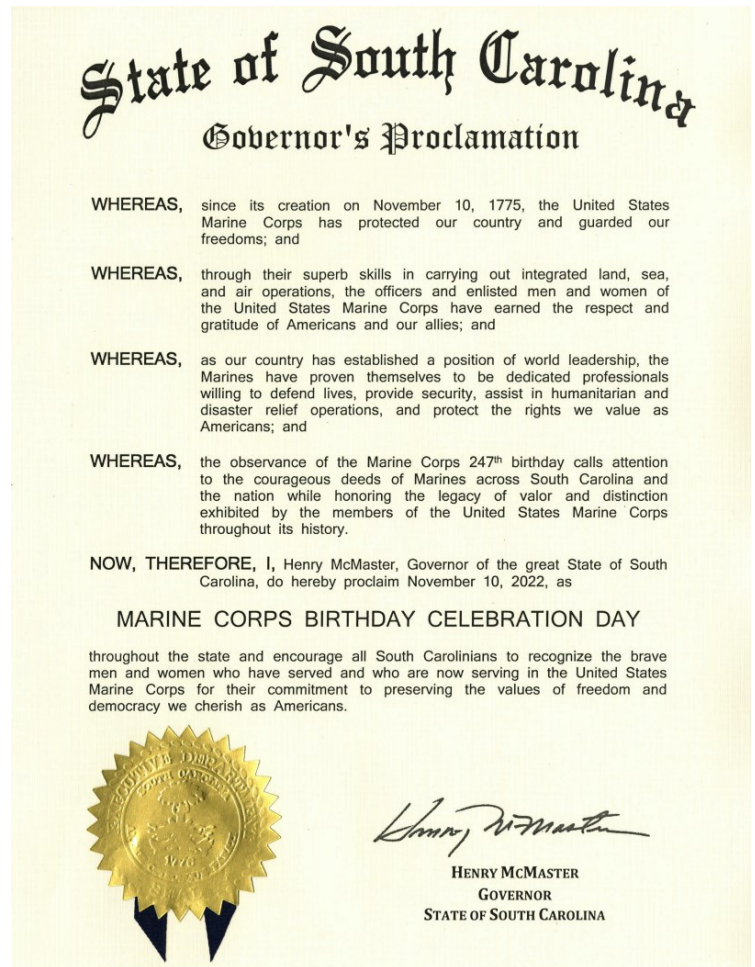 State of South Carolina
Governor's Proclamation
WHEREAS, since its creation on November 10, 1775, the United States
Marine Corps has protected our country and guarded our
freedoms; and
WHEREAS, through their superb skills in carrying out integrated land, sea,
and air operations, the officers and enlisted men and women of
the United States Marine Corps have earned the respect and
gratitude of Americans and our allies; and
WHEREAS, as our country has established a position of world leadership, the
Marines have proven themselves to be dedicated professionals
willing to defend lives, provide security, assist in humanitarian and
disaster relief operations, and protect the rights we value as
Americans; and
WHEREAS, the observance of the Marine Corps 247th birthday calls attention
to the courageous deeds of Marines across South Carolina and
the nation while honoring the legacy of valor and distinction
exhibited by the members of the United States Marine Corps
throughout its history.
NOW, THEREFORE, I, Henry McMaster, Governor of the great State of South
Carolina, do hereby proclaim November 10, 2022, as
MARINE CORPS BIRTHDAY CELEBRATION DAY
throughout the state and encourage all South Carolinians to recognize the brave
men and women who have served and who are now serving in the United States
Marine Corps for their commitment to preserving the values of freedom and
democracy we cherish as Americans.
EXECUTIVE DEPARTMENT
SOUTH CAROLINA
1776
Henry McMaster
HENRY MCMASTER
GOVERNOR
STATE OF SOUTH CAROLINA